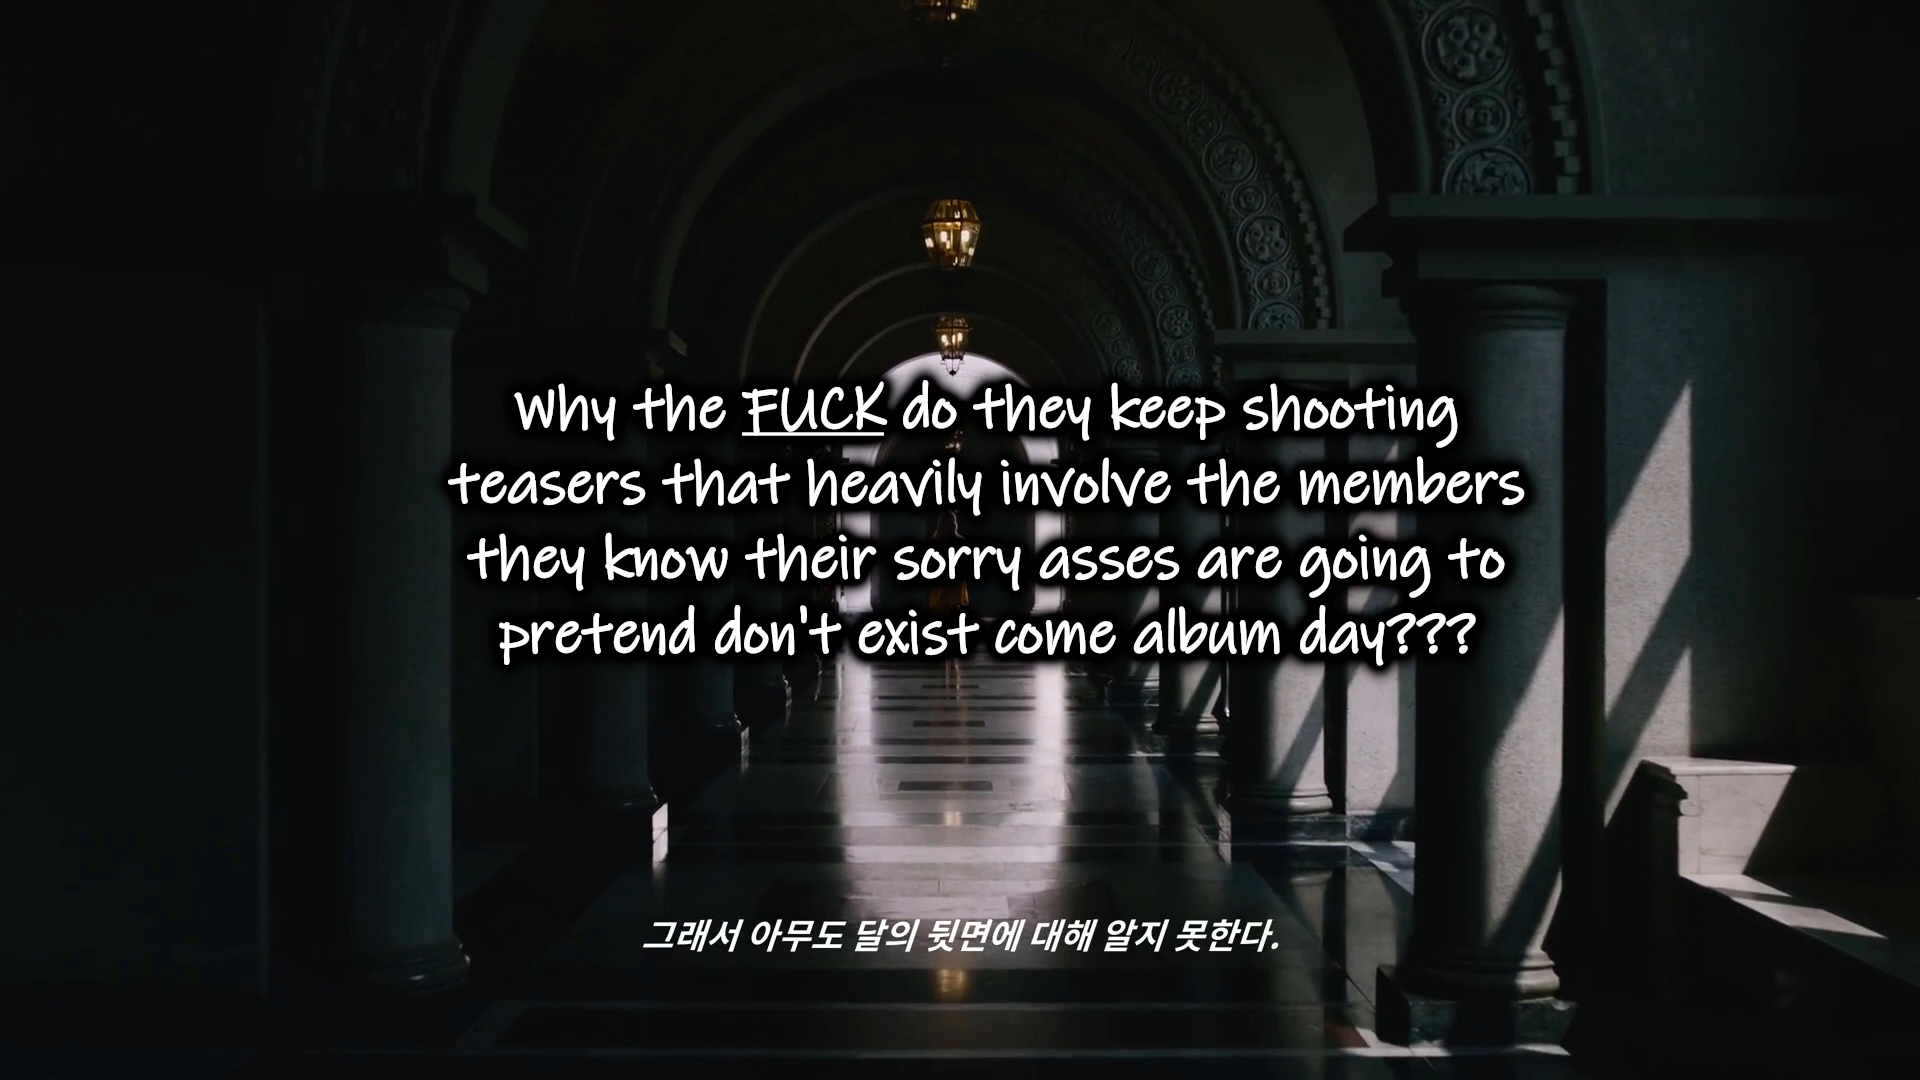 Why the FUCK do they keep shooting
teasers that heavily involve the members
they know their sorry asses are going to
pretend don't exist come album day???
그래서 아무도 달의 뒷면에 대해 알지 못한다.